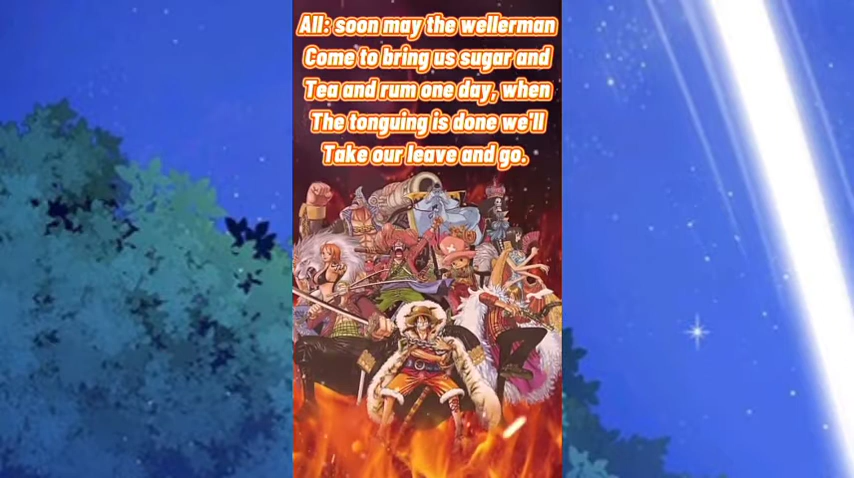 All: soon may the wellerman
Come to bring us sugar and
Tea and rum one day, when
The tonguing is done we'll
Take our leave and go.